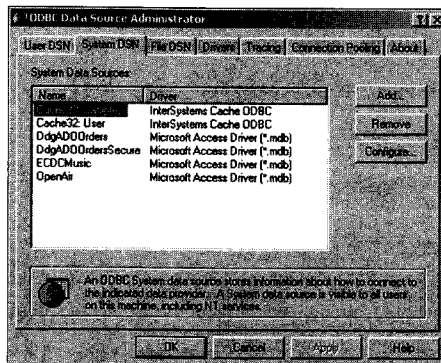 ODBC Data Source Administrator
User DSN System DSN File DSN Drivers Tracing Connection Pooling About
System Data Sources:
Name Driver
InterSystems Cache ODBC
Cache32: User InterSystems Cache ODBC
DdgADOOrders Microsoft Access Driver (*.mdb)
DdgADOOrdersSecure Microsoft Access Driver (*.mdb)
ECDCMusic Microsoft Access Driver (*.mdb)
OpenAir Microsoft Access Driver (*.mdb)
Add...
Remove
Configure...
An ODBC System data source stores information about how to connect to
the indicated data provider. A System data source is visible to all users
on this machine, including NT services.
OK Cancel Apply Help